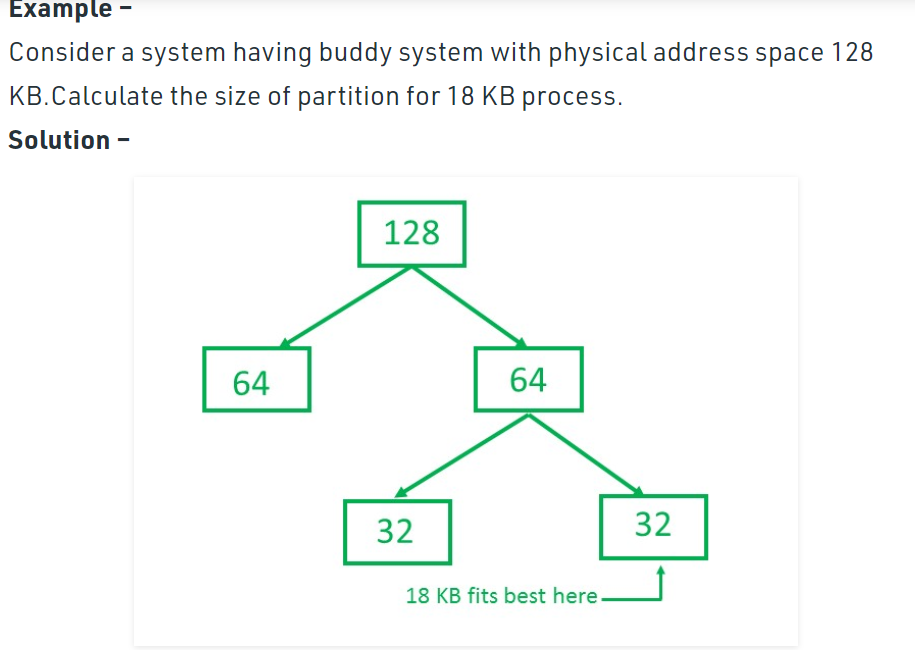 Example –
Consider a system having buddy system with physical address space 128
KB.Calculate the size of partition for 18 KB process.
Solution –
128
64
64
32
32
18 KB fits best here